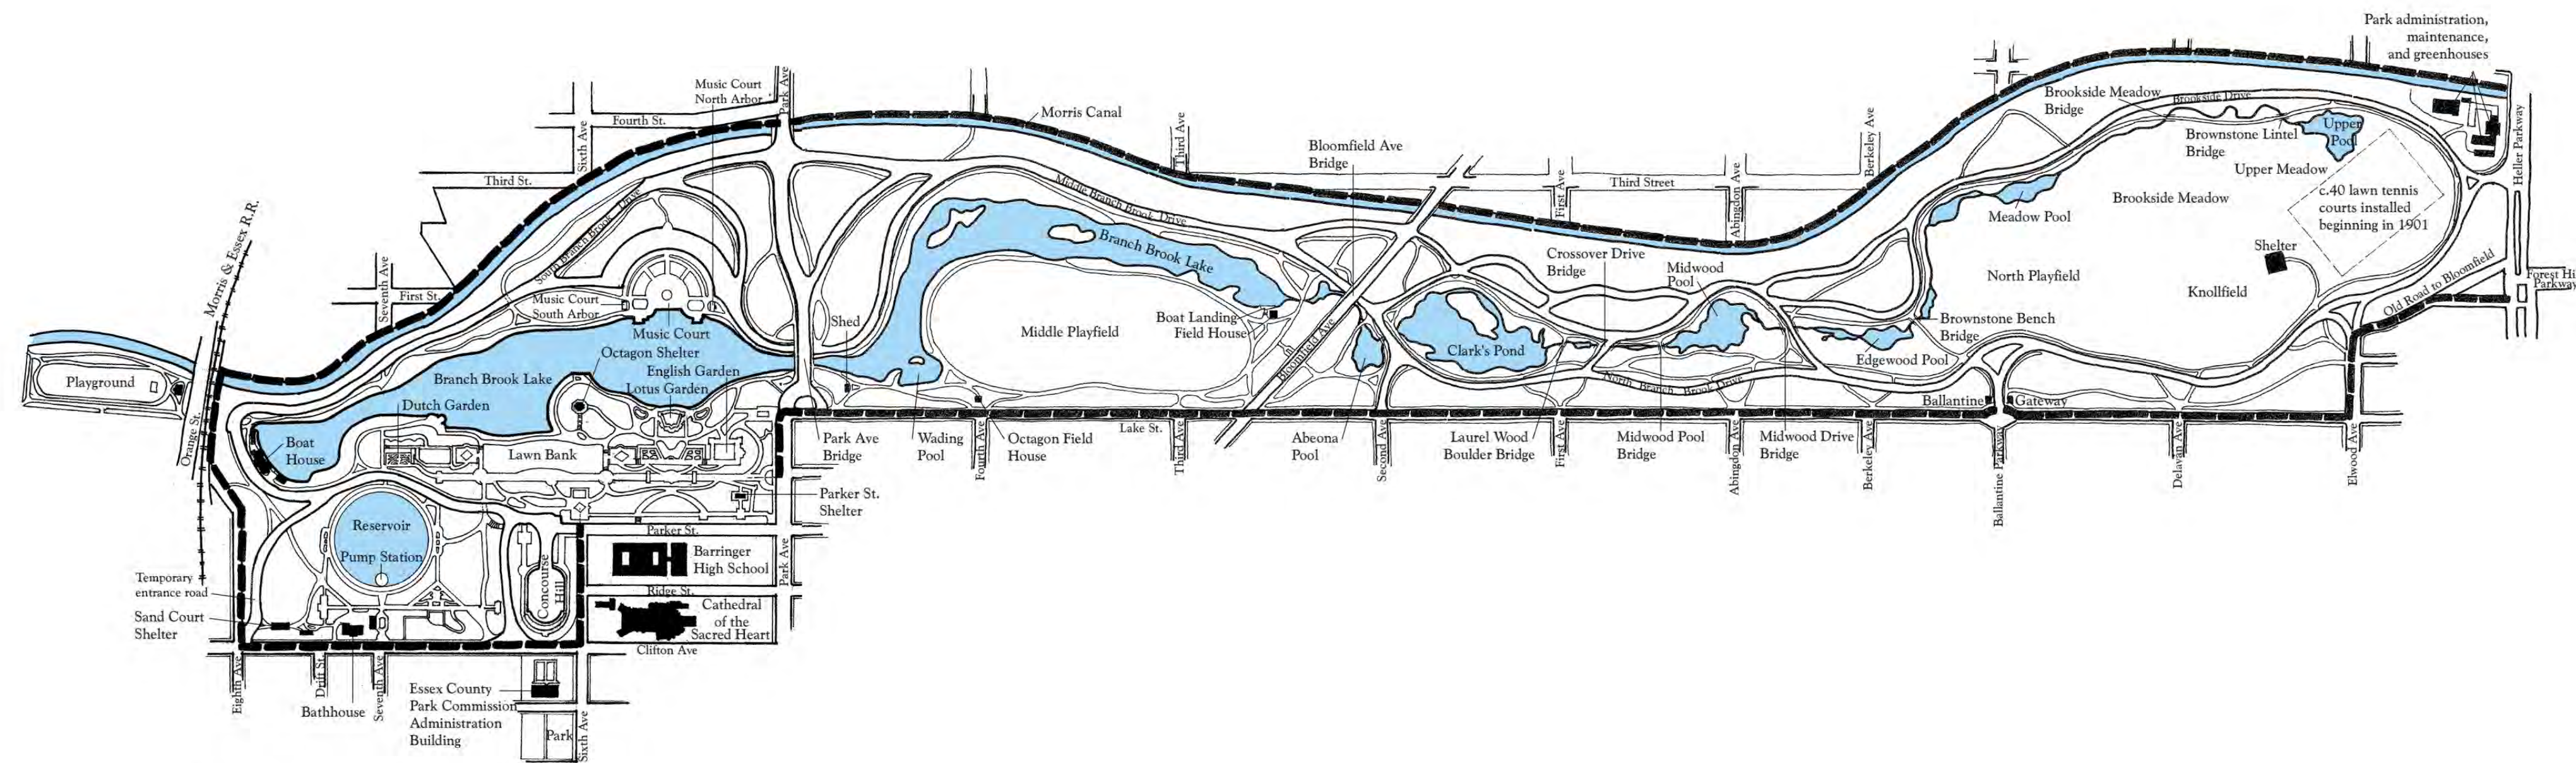 Park administration,
maintenance,
and greenhouses
Music Court
North Arbor
Park Ave
Fourth St.
Sixth Ave
Morris Canal
Third Ave
Bloomfield Ave
Bridge
Berkeley Ave
Brookside Meadow
Bridge
Brookside Drive
Brownstone Lintel
Bridge
Upper
Pool
Upper Meadow
Heller Parkway
Third St.
Middle Branch Brook Drive
First Ave
Third Street
Abingdon Ave
c.40 lawn tennis
courts installed
beginning in 1901
Brookside Meadow
Meadow Pool
South Branch Brook Drive
Branch Brook Lake
Morris & Essex R.R.
Seventh Ave
First St.
Crossover Drive
Bridge
Midwood
Pool
Shelter
North Playfield
Knollfield
Old Road to Bloomfield
Forest Hi
Parkway
Music Court
South Arbor
Music Court
Shed
Middle Playfield
Boat Landing
Field House
Bloomfield Ave
Clark's Pond
Brownstone Bench
Bridge
Edgewood Pool
Octagon Shelter
English Garden
Lotus Garden
Branch Brook Lake
Dutch Garden
Playground
North Branch Brook Drive
Ballantine
Gateway
Orange St.
Boat
House
Lawn Bank
Park Ave
Bridge
Wading
Pool
Fourth Ave
Octagon Field
House
Lake St.
Third Ave
Abeona
Pool
Second Ave
Laurel Wood
Boulder Bridge
First Ave
Midwood Pool
Bridge
Abingdon Ave
Midwood Drive
Bridge
Berkeley Ave
Ballantine Parkway
Delavan Ave
Elwood Ave
Parker St.
Shelter
Reservoir
Pump Station
Parker St.
Barringer
High School
Park Ave
Concourse
Hill
Ridge St.
Cathedral
of the
Sacred Heart
Clifton Ave
Temporary
entrance road
Sand Court
Shelter
Eighth Ave
Drift St.
Seventh Ave
Bathhouse
Essex County
Park Commission
Administration
Building
Park
Sixth Ave